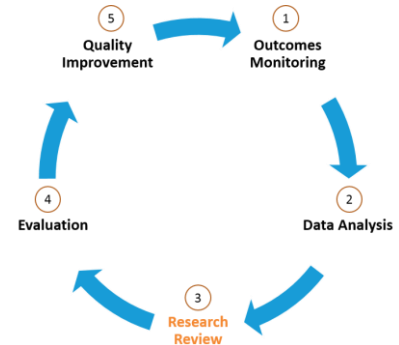 1
Outcomes
Monitoring
2
Data Analysis
3
Research
Review
4
Evaluation
5
Quality
Improvement